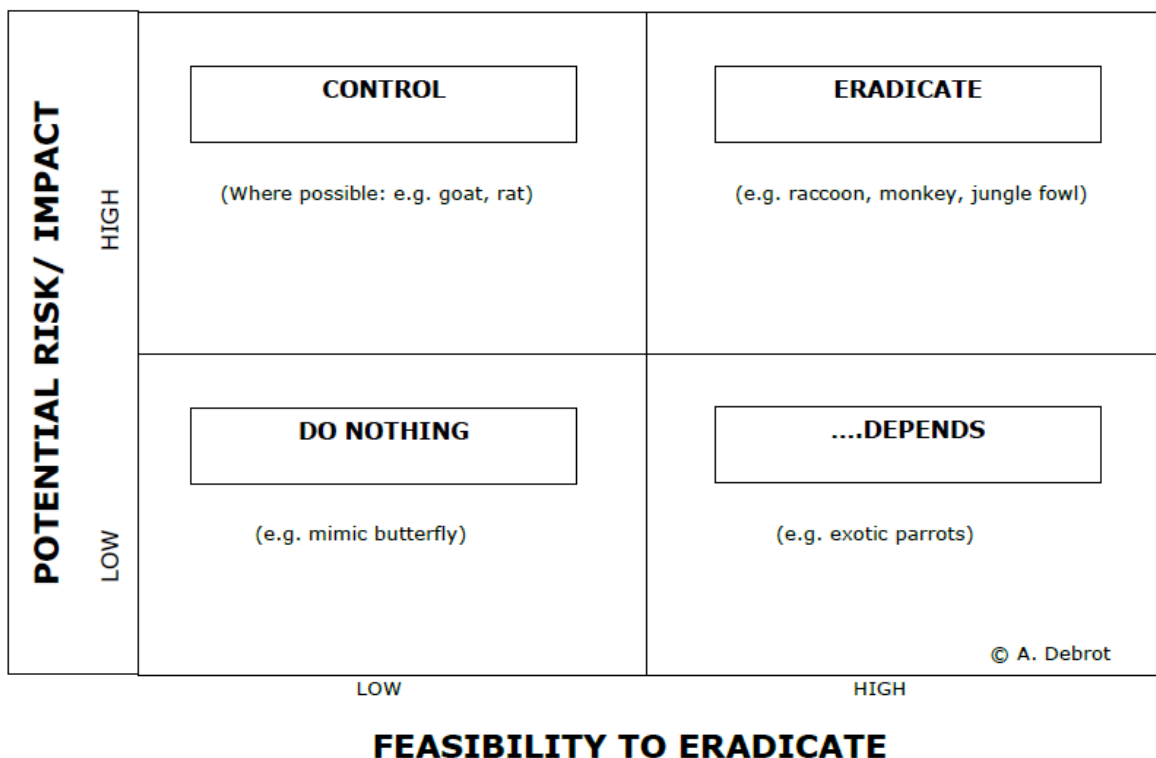 POTENTIAL RISK/ IMPACT
HIGH
LOW
CONTROL
(Where possible: e.g. goat, rat)
ERADICATE
(e.g. raccoon, monkey, jungle fowl)
DO NOTHING
(e.g. mimic butterfly)
....DEPENDS
(e.g. exotic parrots)
© A. Debrot
LOW
HIGH
FEASIBILITY TO ERADICATE